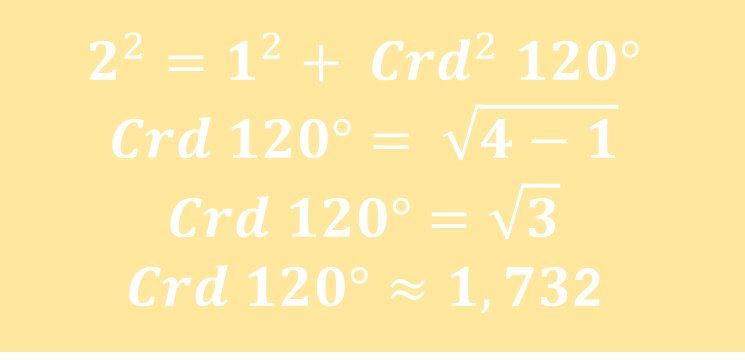 2² = 1² + Crd² 120°
Crd 120° = √4 − 1
Crd 120° = √3
Crd 120° ≈ 1,732